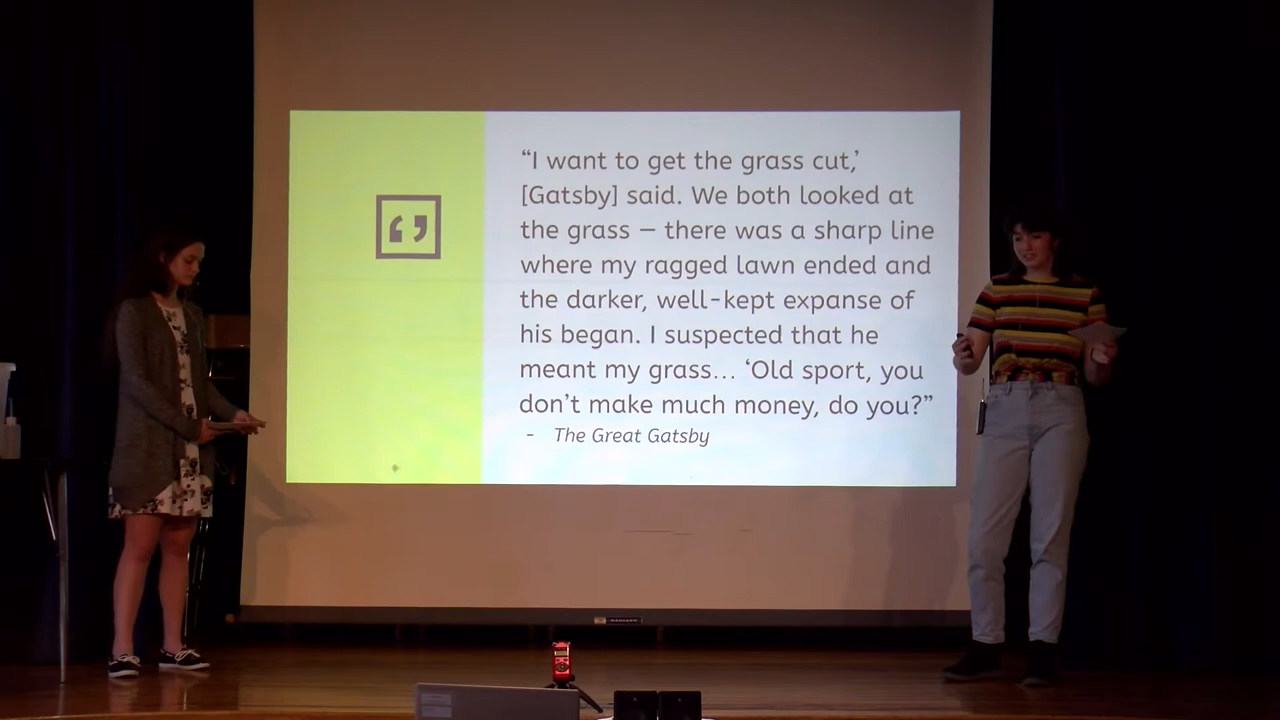 “I want to get the grass cut,’
[Gatsby] said. We both looked at
the grass – there was a sharp line
where my ragged lawn ended and
the darker, well-kept expanse of
his began. I suspected that he
meant my grass... ‘Old sport, you
don’t make much money, do you?”
- The Great Gatsby